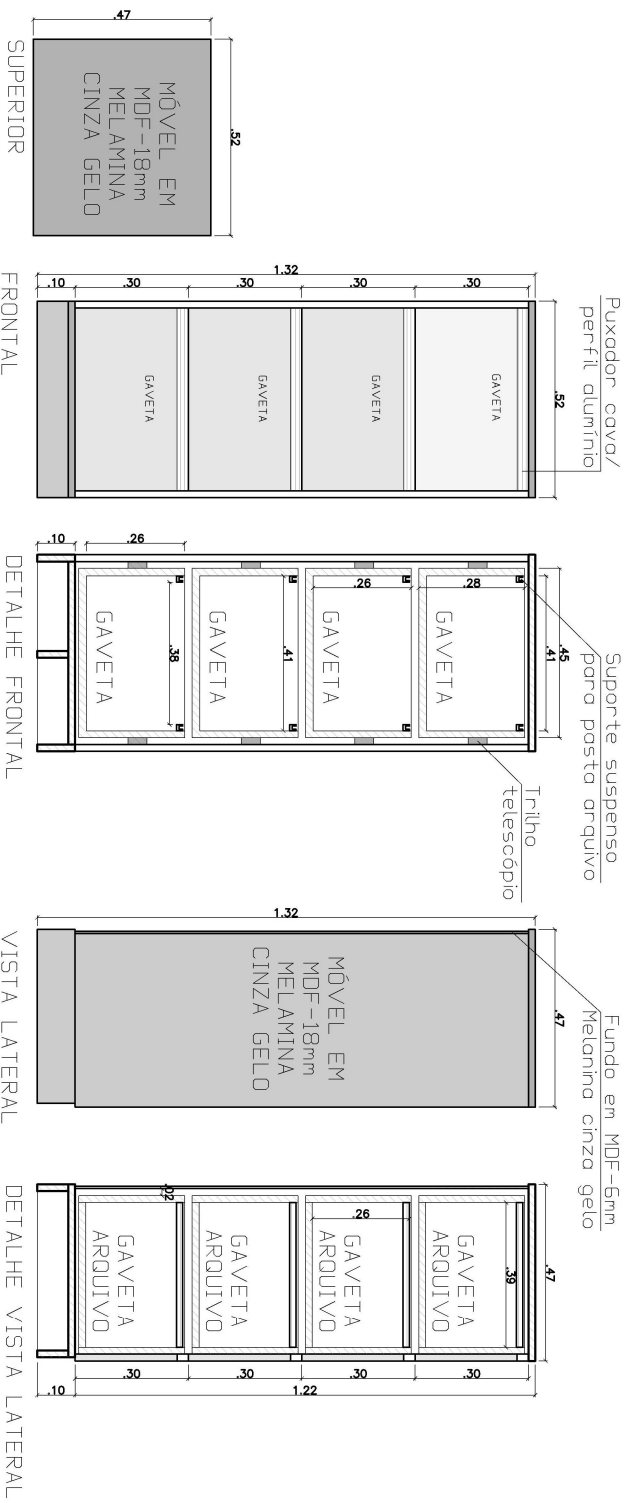 .47
.52
MÓVEL EM
MDF-18mm
MELAMINA
CINZA GELO
SUPERIOR
Puxador cava/
perfil alumínio
1.32
.10
.30
.30
.30
.30
.52
GAVETA
GAVETA
GAVETA
GAVETA
FRONTAL
Suporte suspenso
para pasta arquivo
Trilho
telescópio
.10
.26
.38
.41
.26
.28
.41
.45
GAVETA
GAVETA
GAVETA
GAVETA
DETALHE FRONTAL
Fundo em MDF-6mm
Melanina cinza gelo
1.32
.47
MÓVEL EM
MDF-18mm
MELAMINA
CINZA GELO
VISTA LATERAL
.47
.39
.26
.02
GAVETA
ARQUIVO
GAVETA
ARQUIVO
GAVETA
ARQUIVO
GAVETA
ARQUIVO
.10
.30
.30
.30
.30
1.22
DETALHE VISTA LATERAL